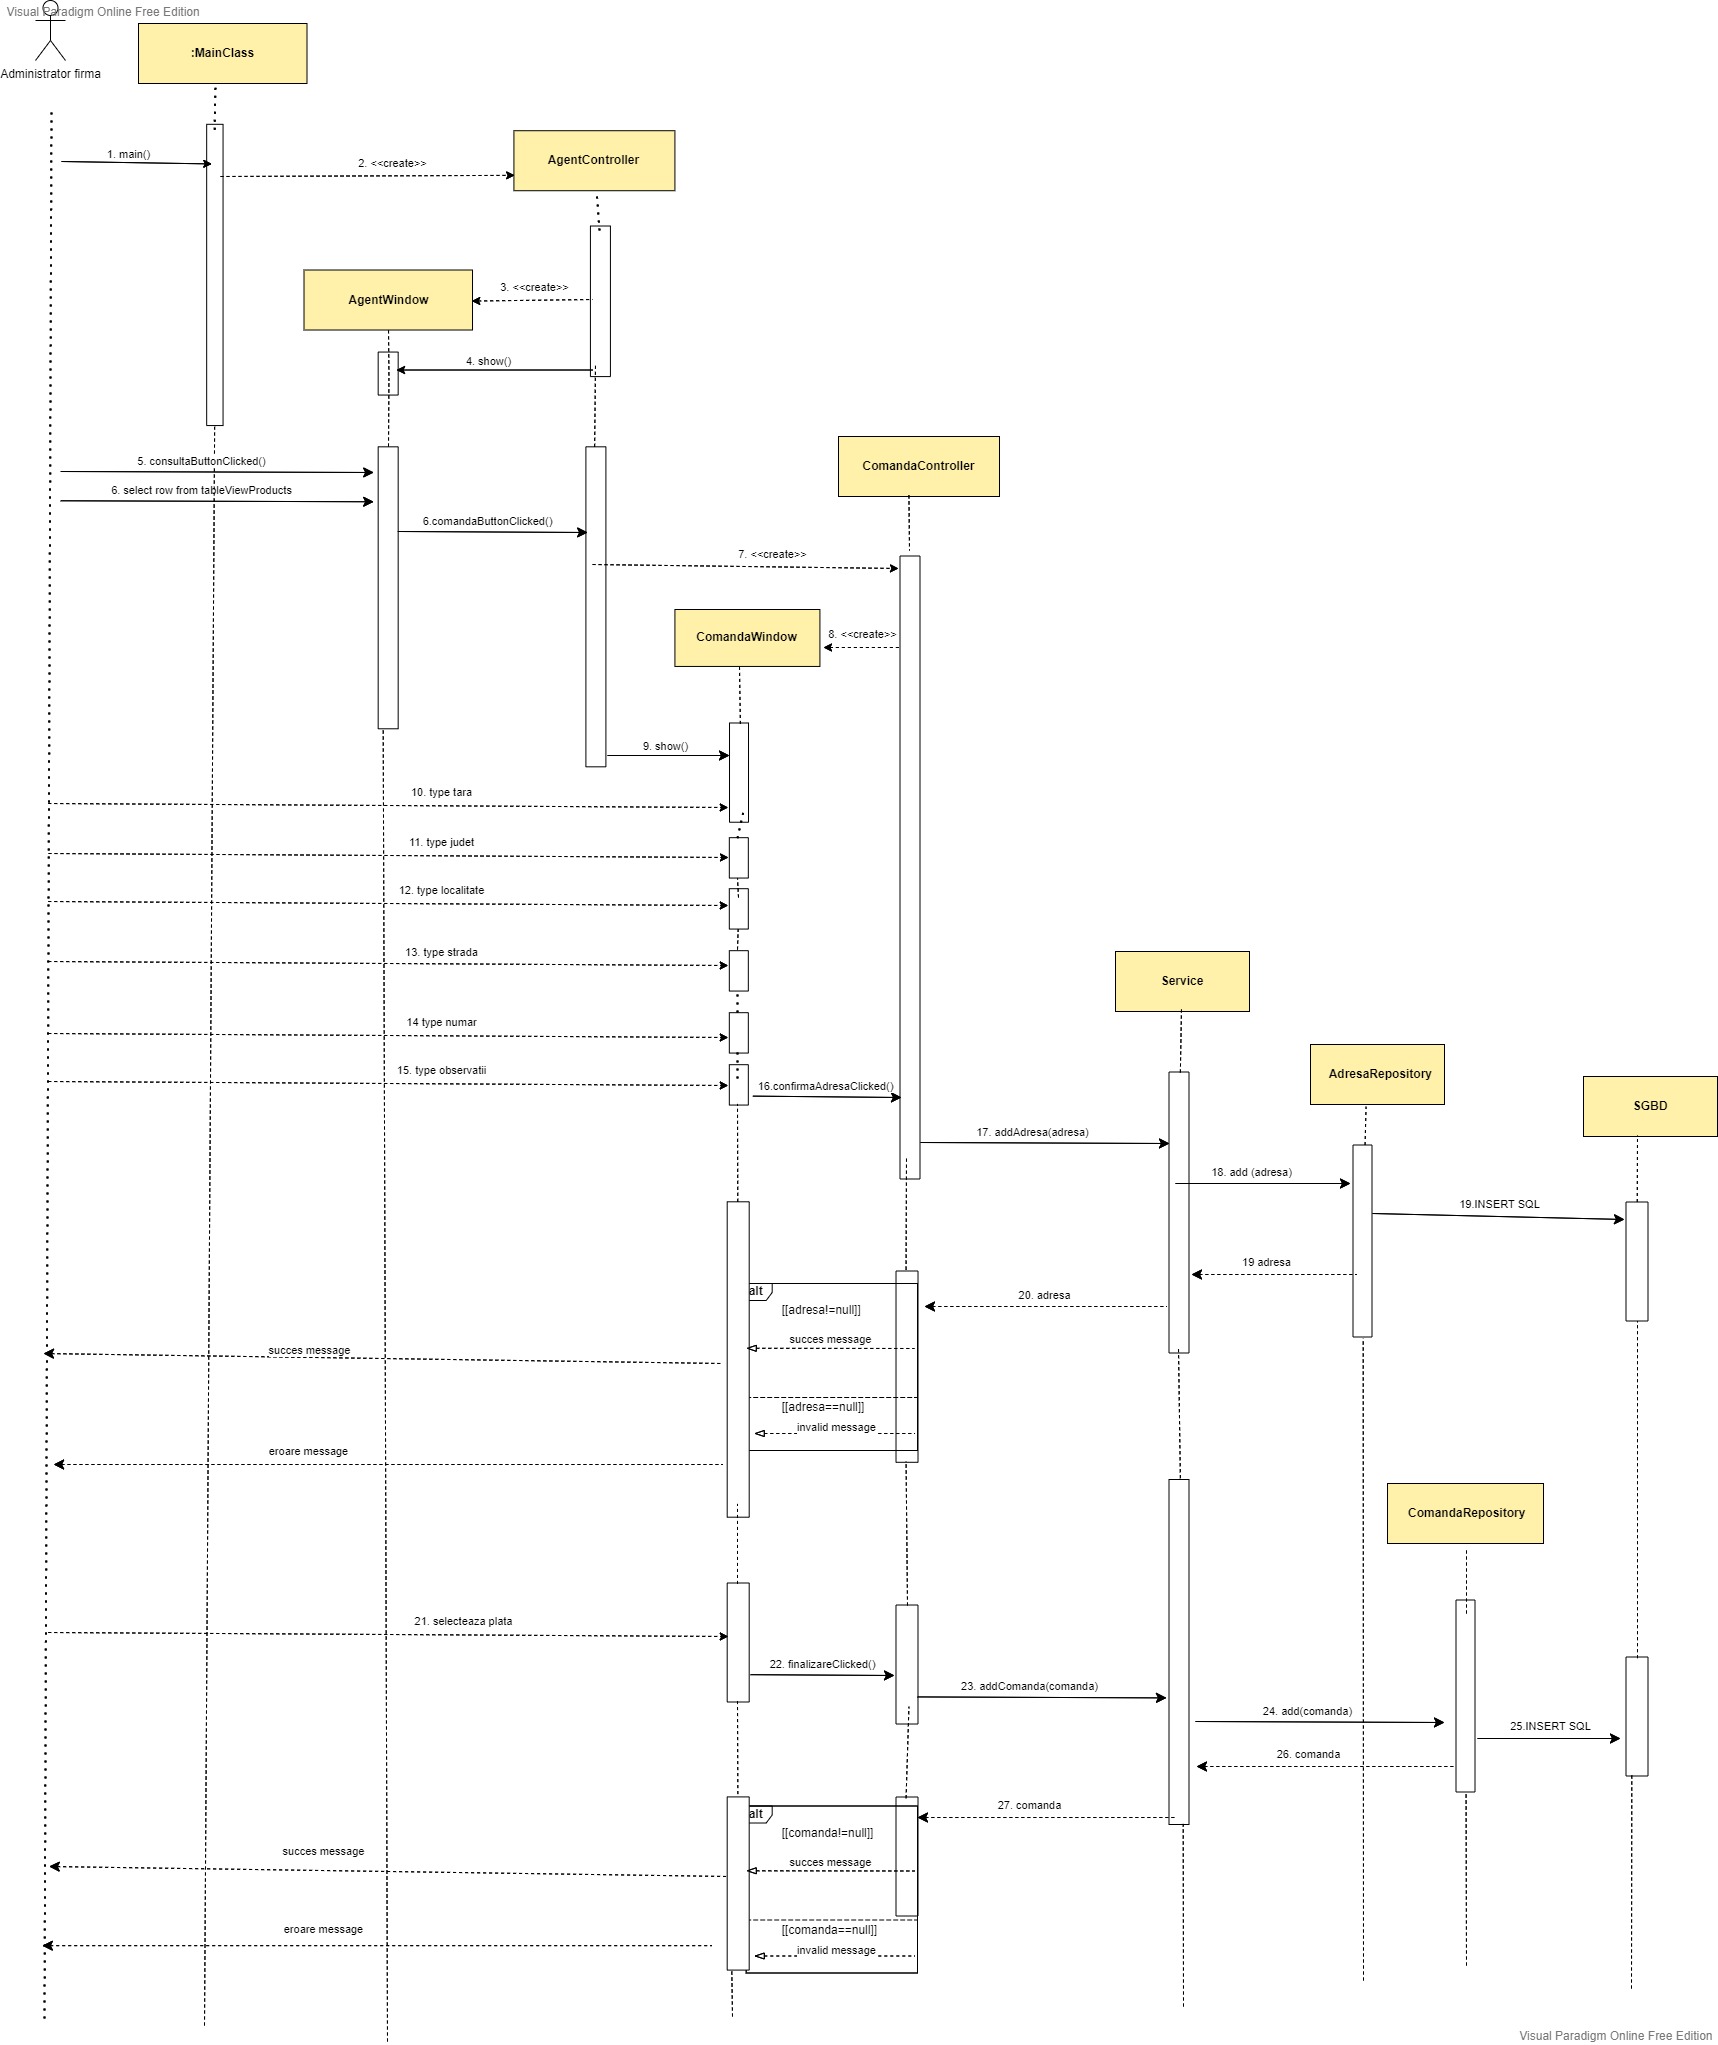 Visual Paradigm Online Free Edition
Administrator firma
:MainClass
1. main()
2. <<create>>
AgentController
AgentWindow
3. <<create>>
4. show()
5. consultaButtonClicked()
6. select row from tableViewProducts
6.comandaButtonClicked()
ComandaController
7. <<create>>
ComandaWindow
8. <<create>>
9. show()
10. type tara
11. type judet
12. type localitate
13. type strada
Service
14 type numar
15. type observatii
16.confirmaAdresaClicked()
AdresaRepository
SGBD
17. addAdresa(adresa)
18. add (adresa)
19.INSERT SQL
19 adresa
20. adresa
alt
[[adresa!=null]]
succes message
succes message
[[adresa==null]]
invalid message
eroare message
ComandaRepository
21. selecteaza plata
22. finalizareClicked()
23. addComanda(comanda)
24. add(comanda)
25.INSERT SQL
26. comanda
27. comanda
alt
[[comanda!=null]]
succes message
succes message
[[comanda==null]]
eroare message
invalid message
Visual Paradigm Online Free Edition